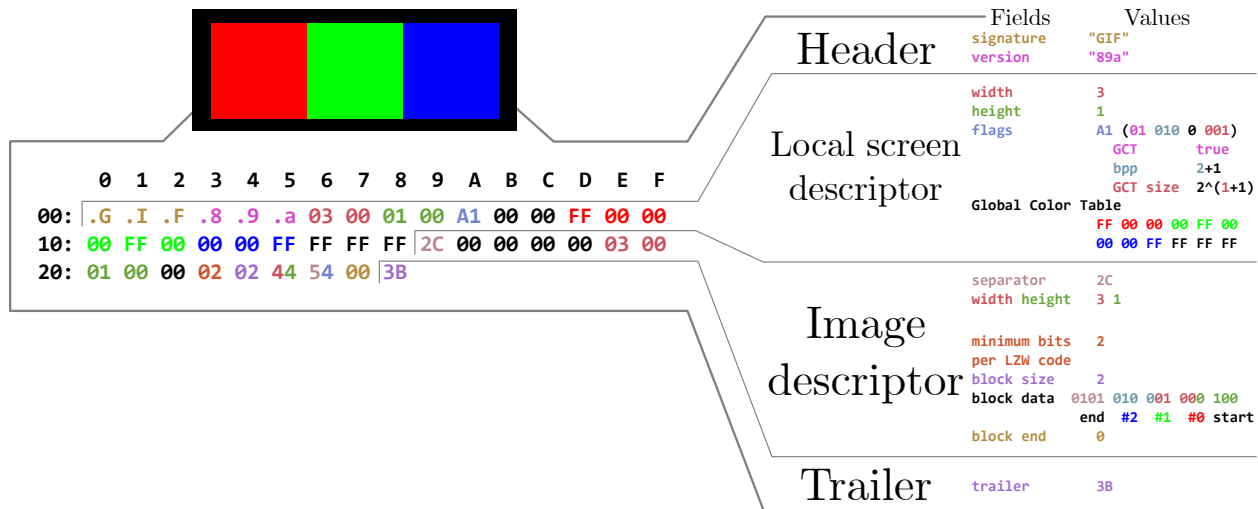 Fields Values
Header
signature "GIF"
version "89a"
Local screen
descriptor
width 3
height 1
flags A1 (01 010 0 001)
GCT true
bpp 2+1
GCT size 2^(1+1)
Global Color Table
FF 00 00 00 FF 00
00 00 FF FF FF FF
0 1 2 3 4 5 6 7 8 9 A B C D E F
00: .G .I .F .8 .9 .a 03 00 01 00 A1 00 00 FF 00 00
10: 00 FF 00 00 00 FF FF FF FF 2C 00 00 00 00 03 00
20: 01 00 00 02 02 44 54 00 3B
Image
descriptor
separator 2C
width height 3 1
minimum bits 2
per LZW code
block size 2
block data 0101 010 001 000 100
end #2 #1 #0 start
block end 0
Trailer
trailer 3B